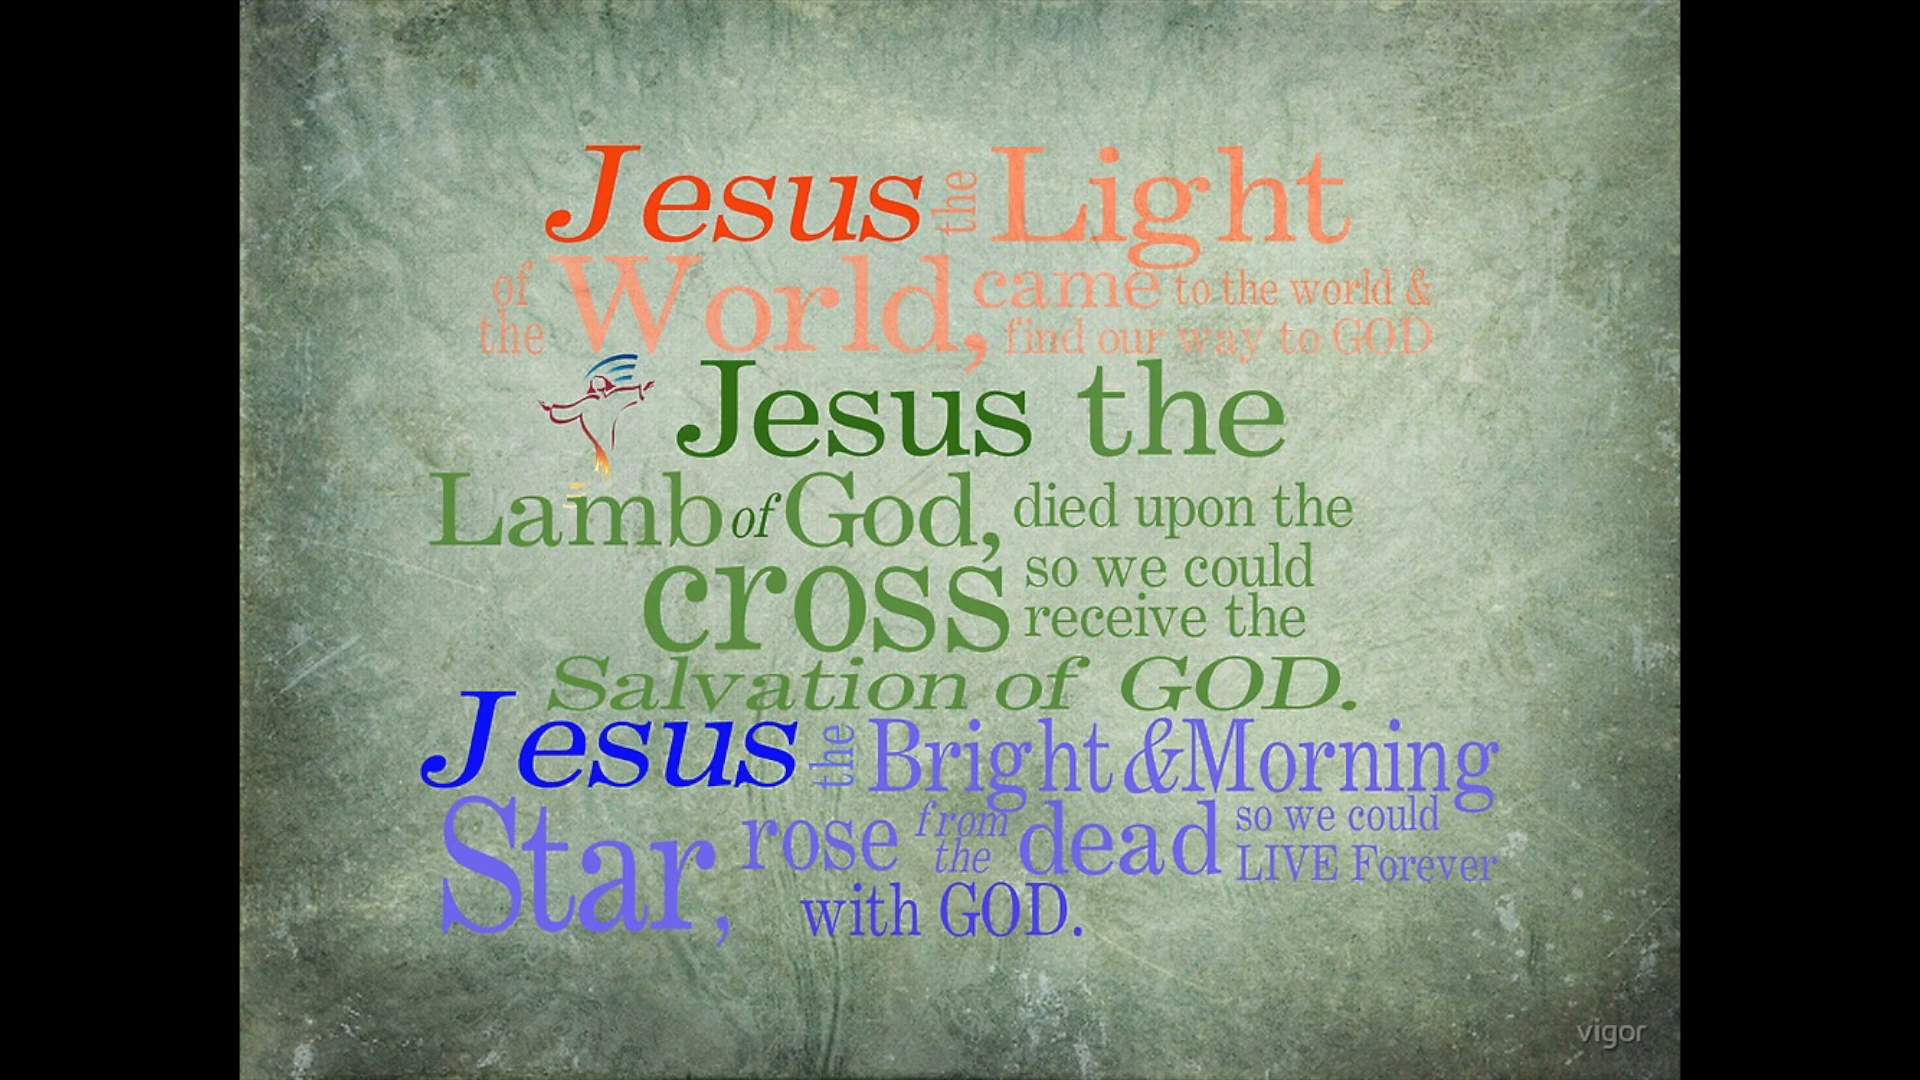 Jesus the Light
of the World, came to the world &
find our way to GOD
Jesus the
Lamb of God, died upon the
cross so we could
receive the
Salvation of GOD.
Jesus the Bright & Morning
Star, rose from the dead so we could
LIVE Forever
with GOD.
vigor